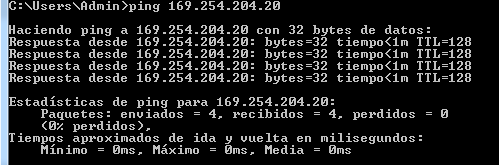 C:\Users\Admin>ping 169.254.204.20
Haciendo ping a 169.254.204.20 con 32 bytes de datos:
Respuesta desde 169.254.204.20: bytes=32 tiempo<1m TTL=128
Respuesta desde 169.254.204.20: bytes=32 tiempo<1m TTL=128
Respuesta desde 169.254.204.20: bytes=32 tiempo<1m TTL=128
Respuesta desde 169.254.204.20: bytes=32 tiempo<1m TTL=128
Estadísticas de ping para 169.254.204.20:
Paquetes: enviados = 4, recibidos = 4, perdidos = 0
(0% perdidos),
Tiempos aproximados de ida y vuelta en milisegundos:
Mínimo = 0ms, Máximo = 0ms, Media = 0ms